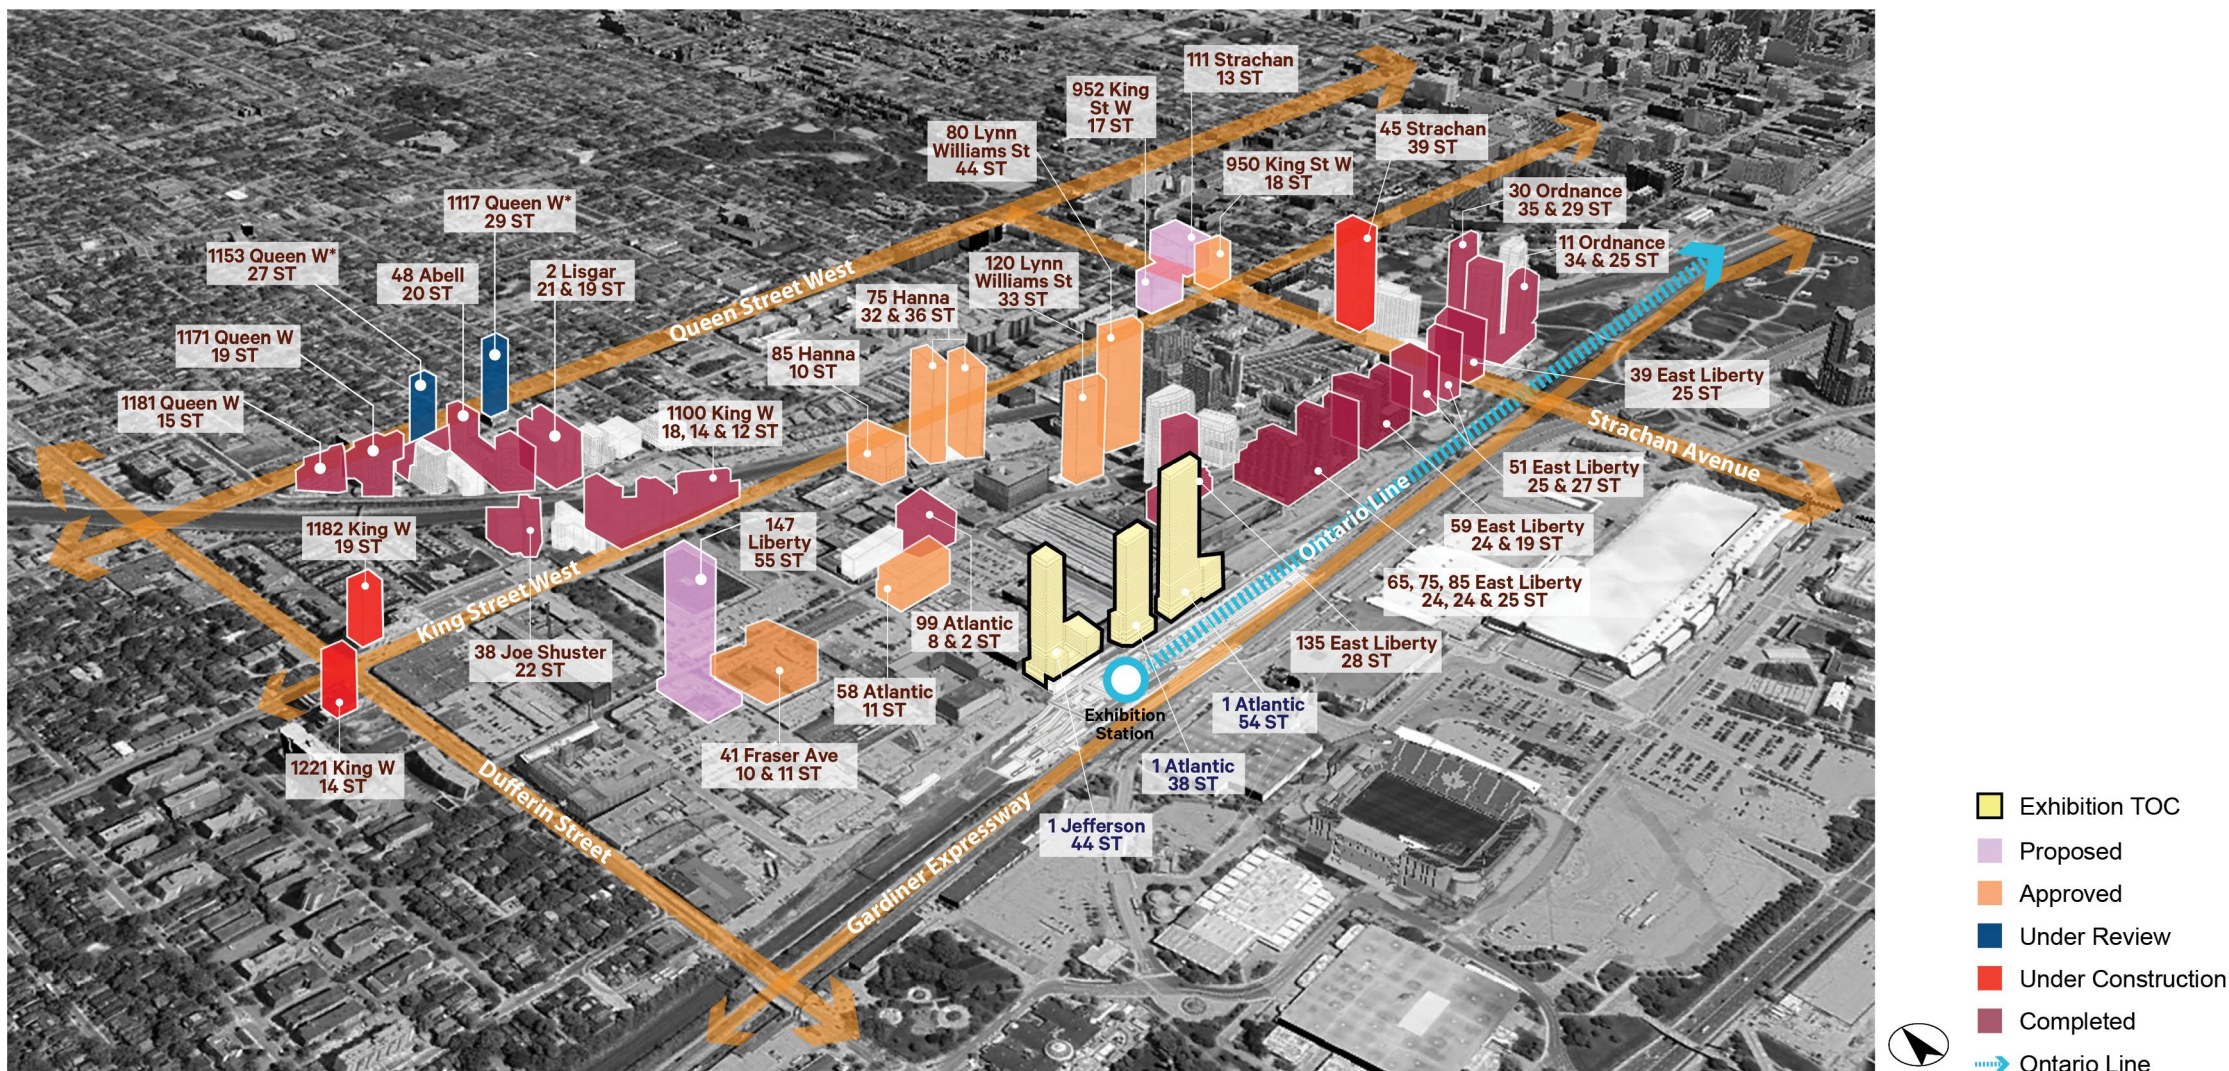 111 Strachan
13 ST
952 King
St W
17 ST
80 Lynn
Williams St
44 ST
45 Strachan
39 ST
950 King St W
18 ST
30 Ordnance
35 & 29 ST
11 Ordnance
34 & 25 ST
1117 Queen W*
29 ST
1153 Queen W*
27 ST
48 Abell
20 ST
2 Lisgar
21 & 19 ST
120 Lynn
Williams St
33 ST
75 Hanna
32 & 36 ST
Queen Street West
1171 Queen W
19 ST
85 Hanna
10 ST
39 East Liberty
25 ST
1181 Queen W
15 ST
1100 King W
18, 14 & 12 ST
Strachan Avenue
51 East Liberty
25 & 27 ST
1182 King W
19 ST
147
Liberty
55 ST
Ontario Line
59 East Liberty
24 & 19 ST
King Street West
65, 75, 85 East Liberty
24, 24 & 25 ST
99 Atlantic
8 & 2 ST
38 Joe Shuster
22 ST
135 East Liberty
28 ST
58 Atlantic
11 ST
1 Atlantic
54 ST
Exhibition
Station
41 Fraser Ave
10 & 11 ST
1221 King W
14 ST
1 Atlantic
38 ST
Dufferin Street
1 Jefferson
44 ST
Gardiner Expressway
Exhibition TOC
Proposed
Approved
Under Review
Under Construction
Completed
Ontario Line